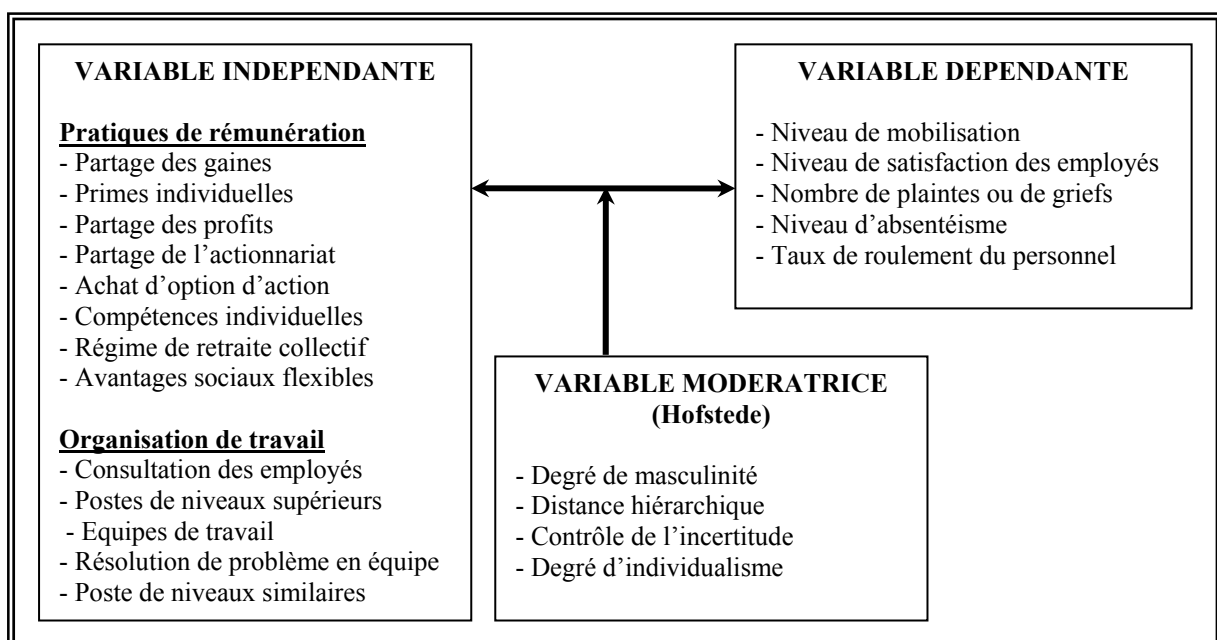 VARIABLE INDEPENDANTE
Pratiques de rémunération
- Partage des gaines
- Primes individuelles
- Partage des profits
- Partage de l'actionnariat
- Achat d'option d'action
- Compétences individuelles
- Régime de retraite collectif
- Avantages sociaux flexibles
Organisation de travail
- Consultation des employés
- Postes de niveaux supérieurs
- Equipes de travail
- Résolution de problème en équipe
- Poste de niveaux similaires
VARIABLE DEPENDANTE
- Niveau de mobilisation
- Niveau de satisfaction des employés
- Nombre de plaintes ou de griefs
- Niveau d'absentéisme
- Taux de roulement du personnel
VARIABLE MODERATRICE
(Hofstede)
- Degré de masculinité
- Distance hiérarchique
- Contrôle de l'incertitude
- Degré d'individualisme